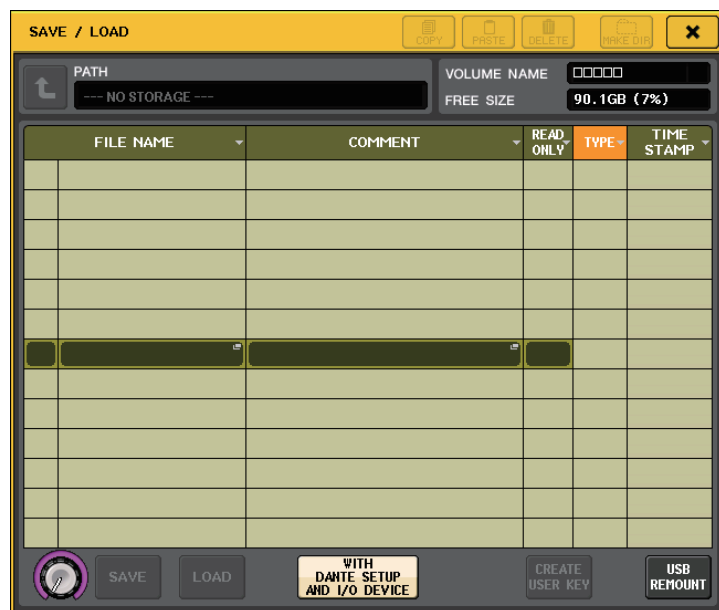 SAVE / LOAD
COPY
PASTE
DELETE
MAKE DIR
PATH
--- NO STORAGE ---
VOLUME NAME
□□□□□
FREE SIZE
90.1GB (7%)
FILE NAME
COMMENT
READ
ONLY
TYPE
TIME
STAMP
SAVE
LOAD
WITH
DANTE SETUP
AND I/O DEVICE
CREATE
USER KEY
USB
REMOUNT